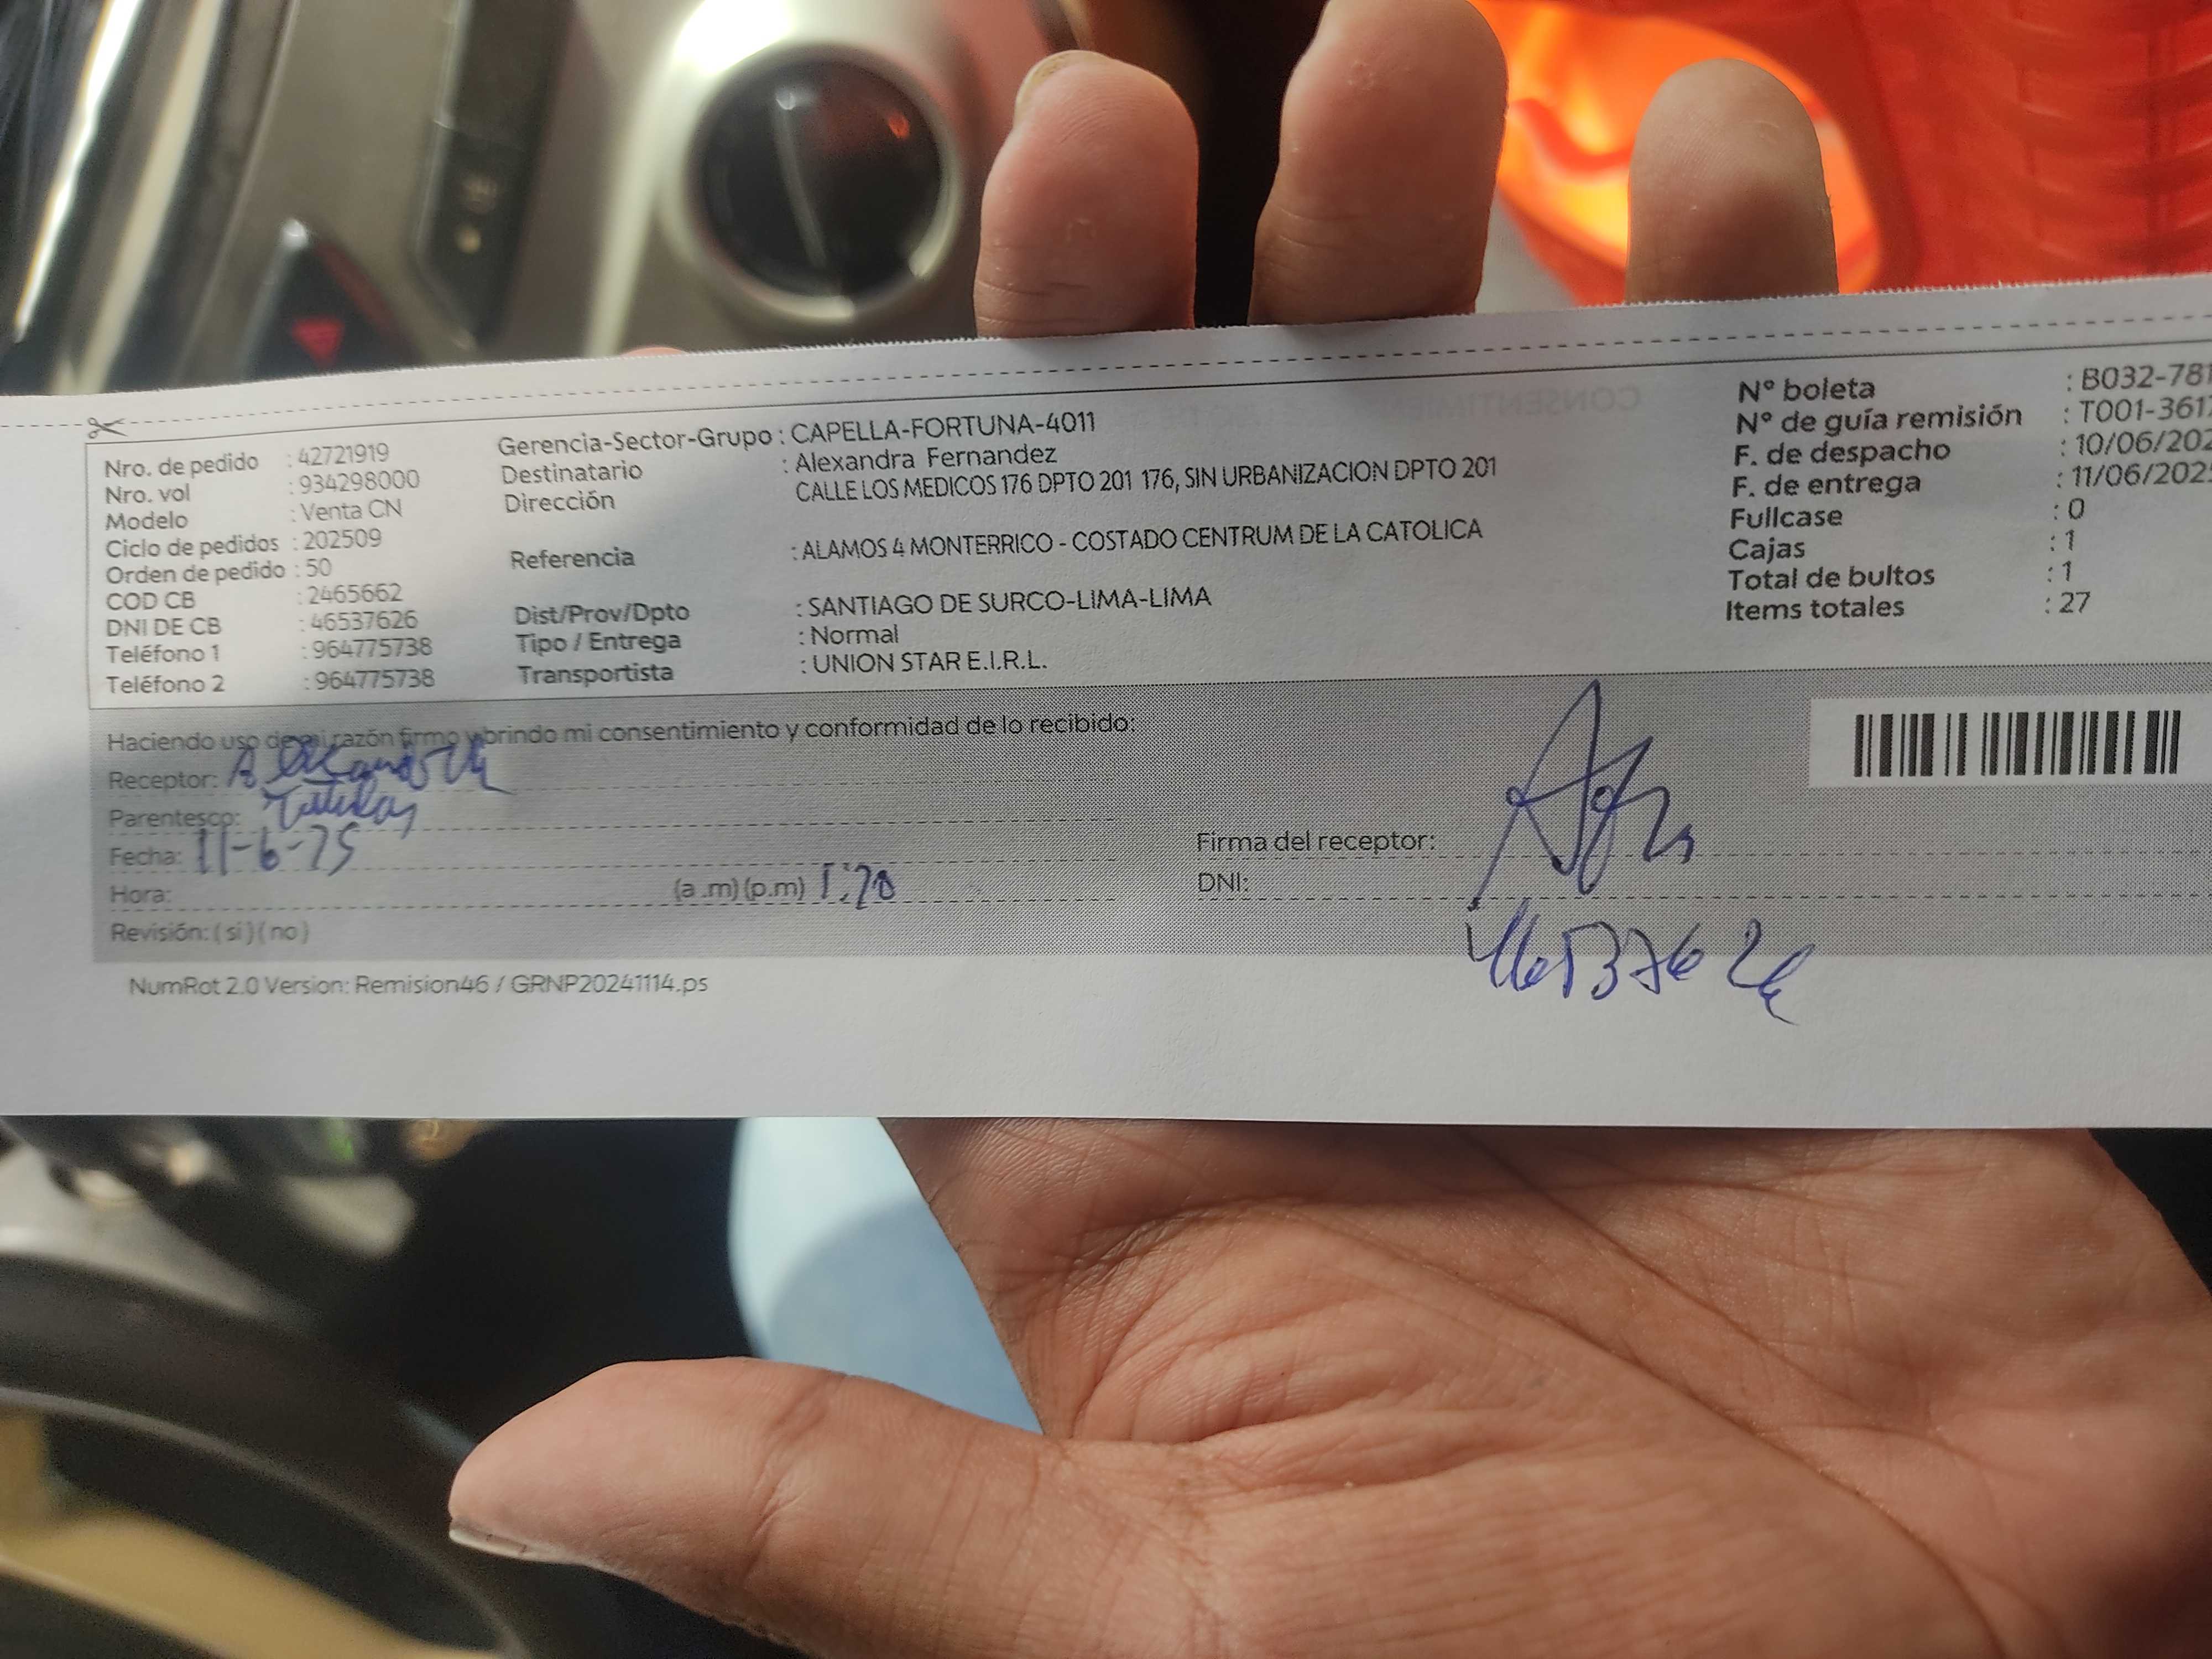 Nro. de pedido : 42721919
Nro. vol : 934298000
Modelo : Venta CN
Ciclo de pedidos : 202509
Orden de pedido : 50
COD CB : 2465662
DNI DE CB : 46537626
Teléfono 1 : 964775738
Teléfono 2 : 964775738
Gerencia-Sector-Grupo : CAPELLA-FORTUNA-4011
Destinatario : Alexandra Fernandez
Dirección CALLE LOS MEDICOS 176 DPTO 201 176, SIN URBANIZACION DPTO 201
Referencia : ALAMOS 4 MONTERRICO - COSTADO CENTRUM DE LA CATOLICA
Dist/Prov/Dpto : SANTIAGO DE SURCO-LIMA-LIMA
Tipo / Entrega : Normal
Transportista : UNION STAR E.I.R.L.
Nº boleta : B032-781
Nº de guía remisión : T001-3617
F. de despacho : 10/06/202
F. de entrega : 11/06/2025
Fullcase : 0
Cajas : 1
Total de bultos : 1
Items totales : 27
Haciendo uso de mi razón firmo y brindo mi consentimiento y conformidad de lo recibido:
Receptor:
Parentesco:
Fecha: 11-6-25
Hora: (a .m) (p.m) 1:20
Revisión: ( si ) ( no )
Firma del receptor:
DNI: 46537626
NumRot 2.0 Version: Remision46 / GRNP20241114.ps